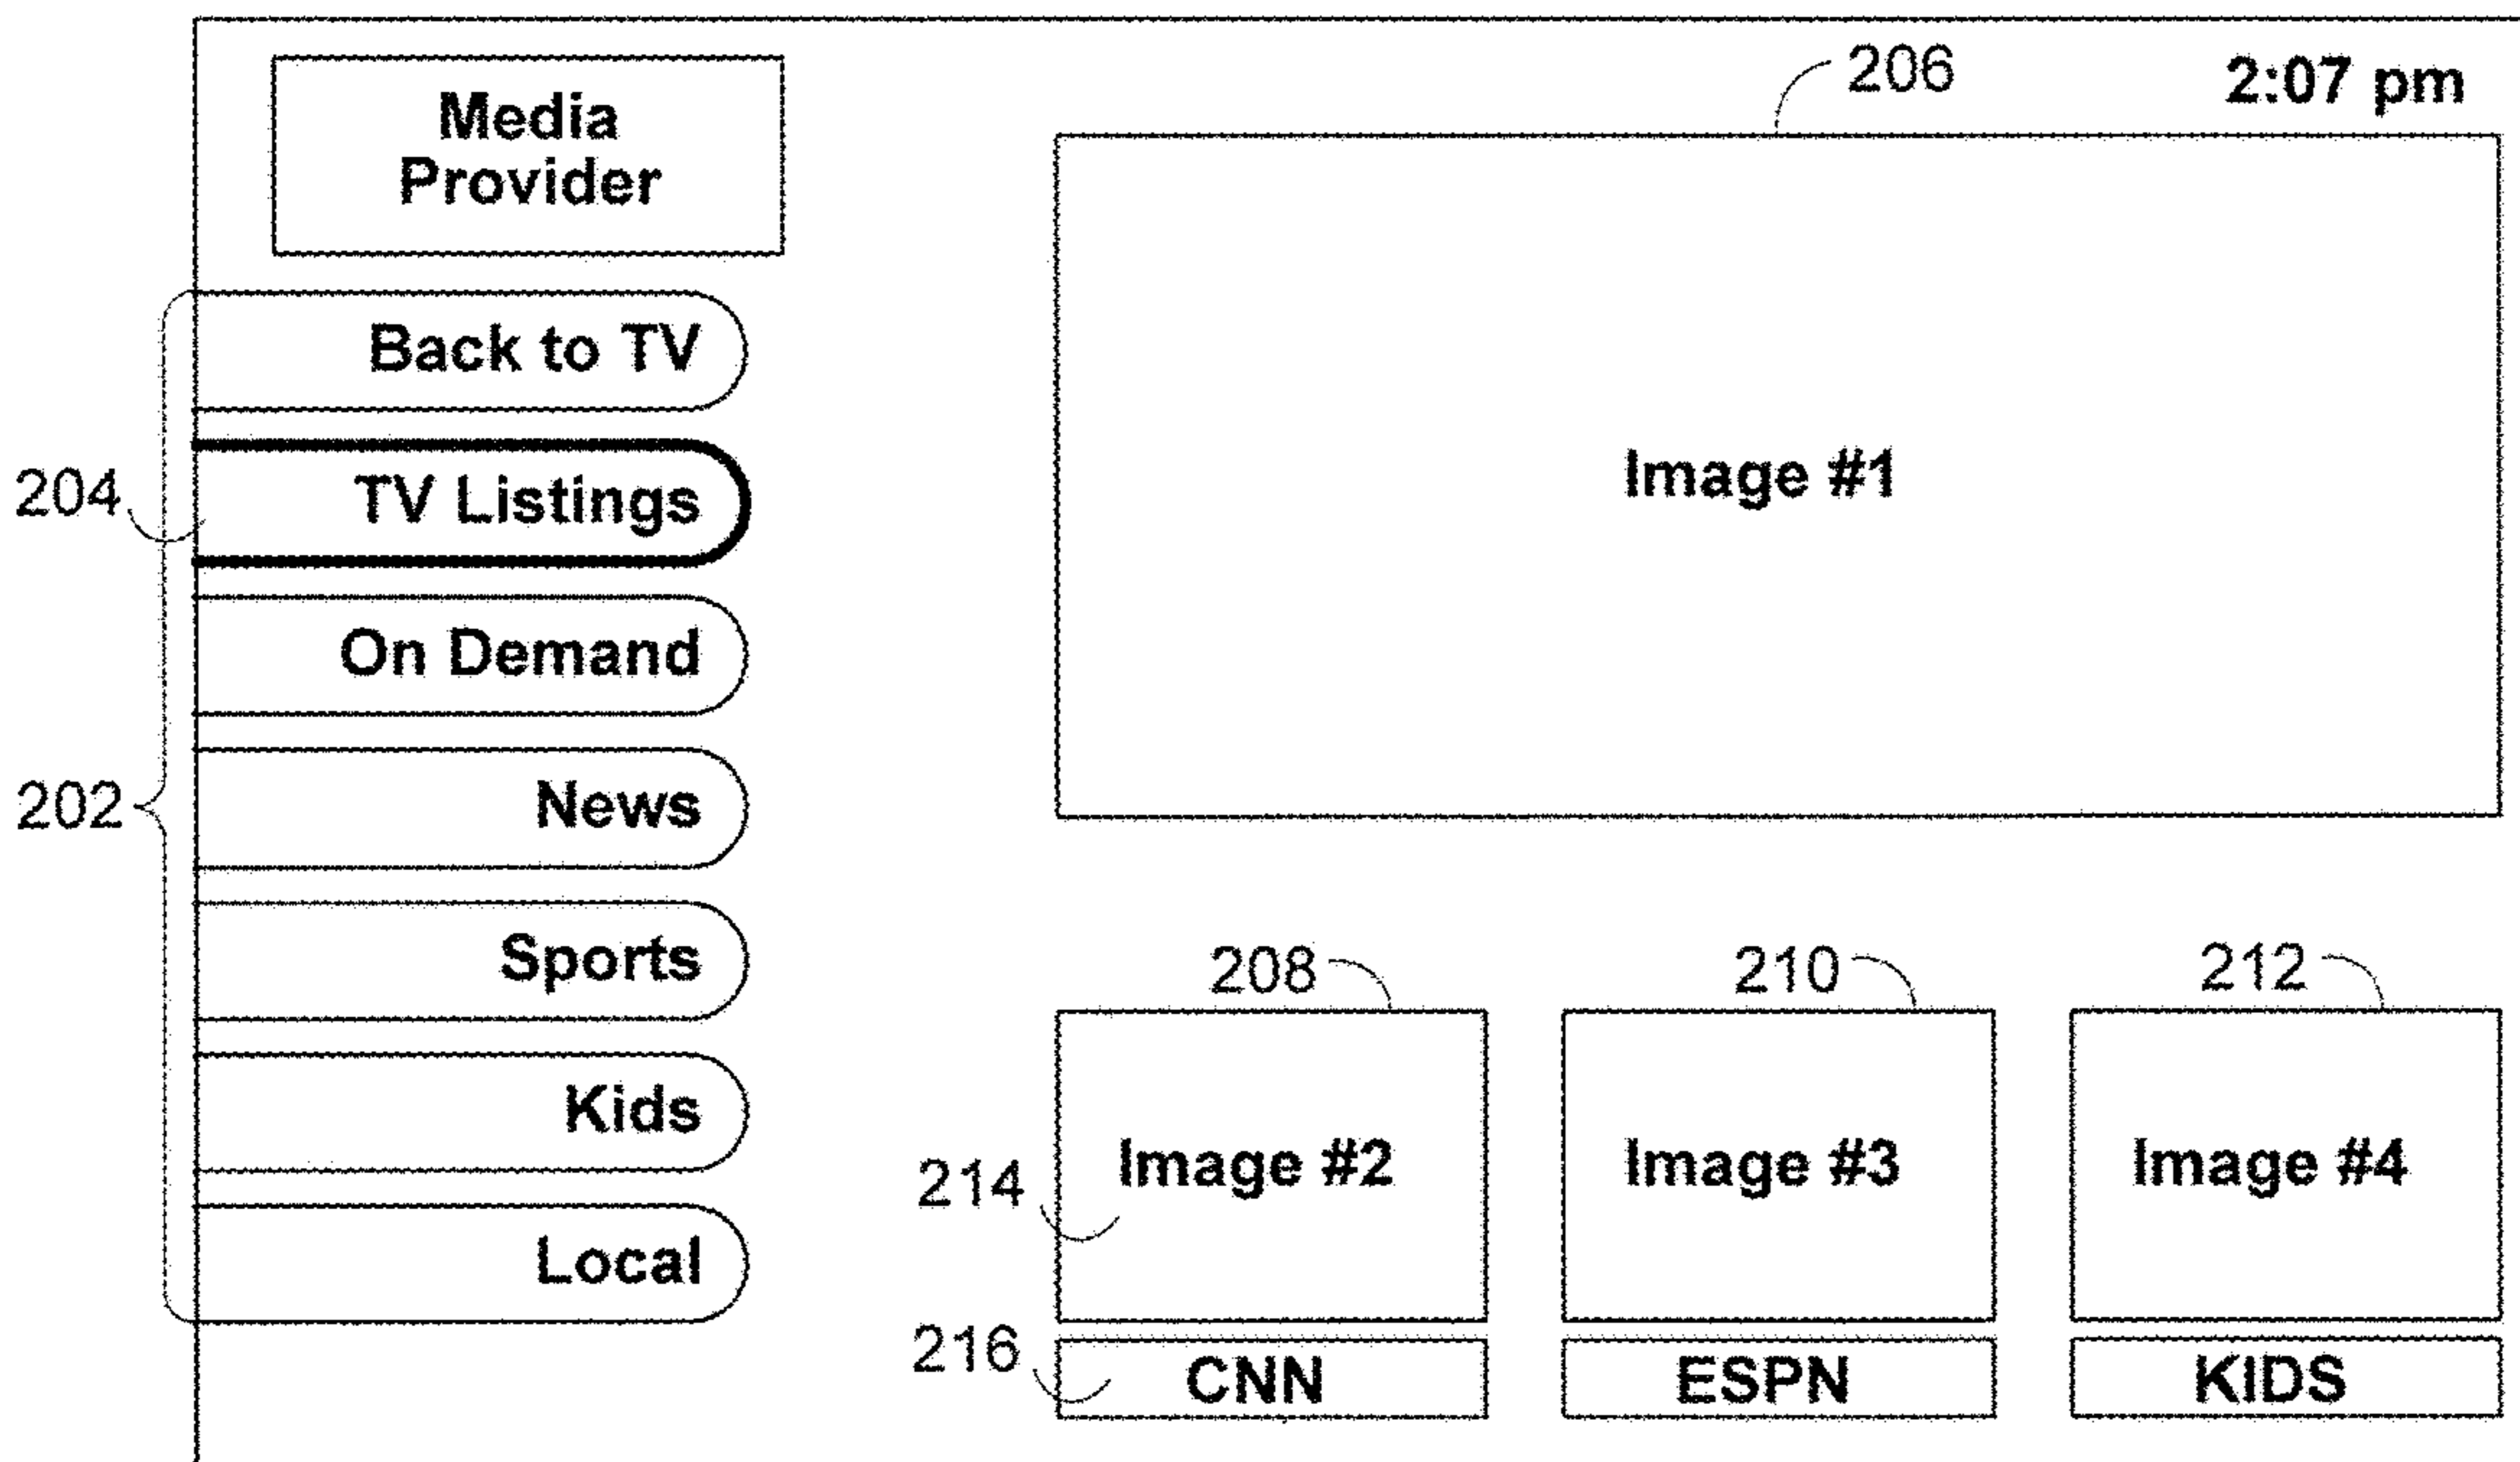 Media
Provider
206
2:07 pm
Back to TV
204
TV Listings
Image #1
On Demand
202
News
Sports
208
210
212
Kids
214
Image #2
Image #3
Image #4
Local
216
CNN
ESPN
KIDS